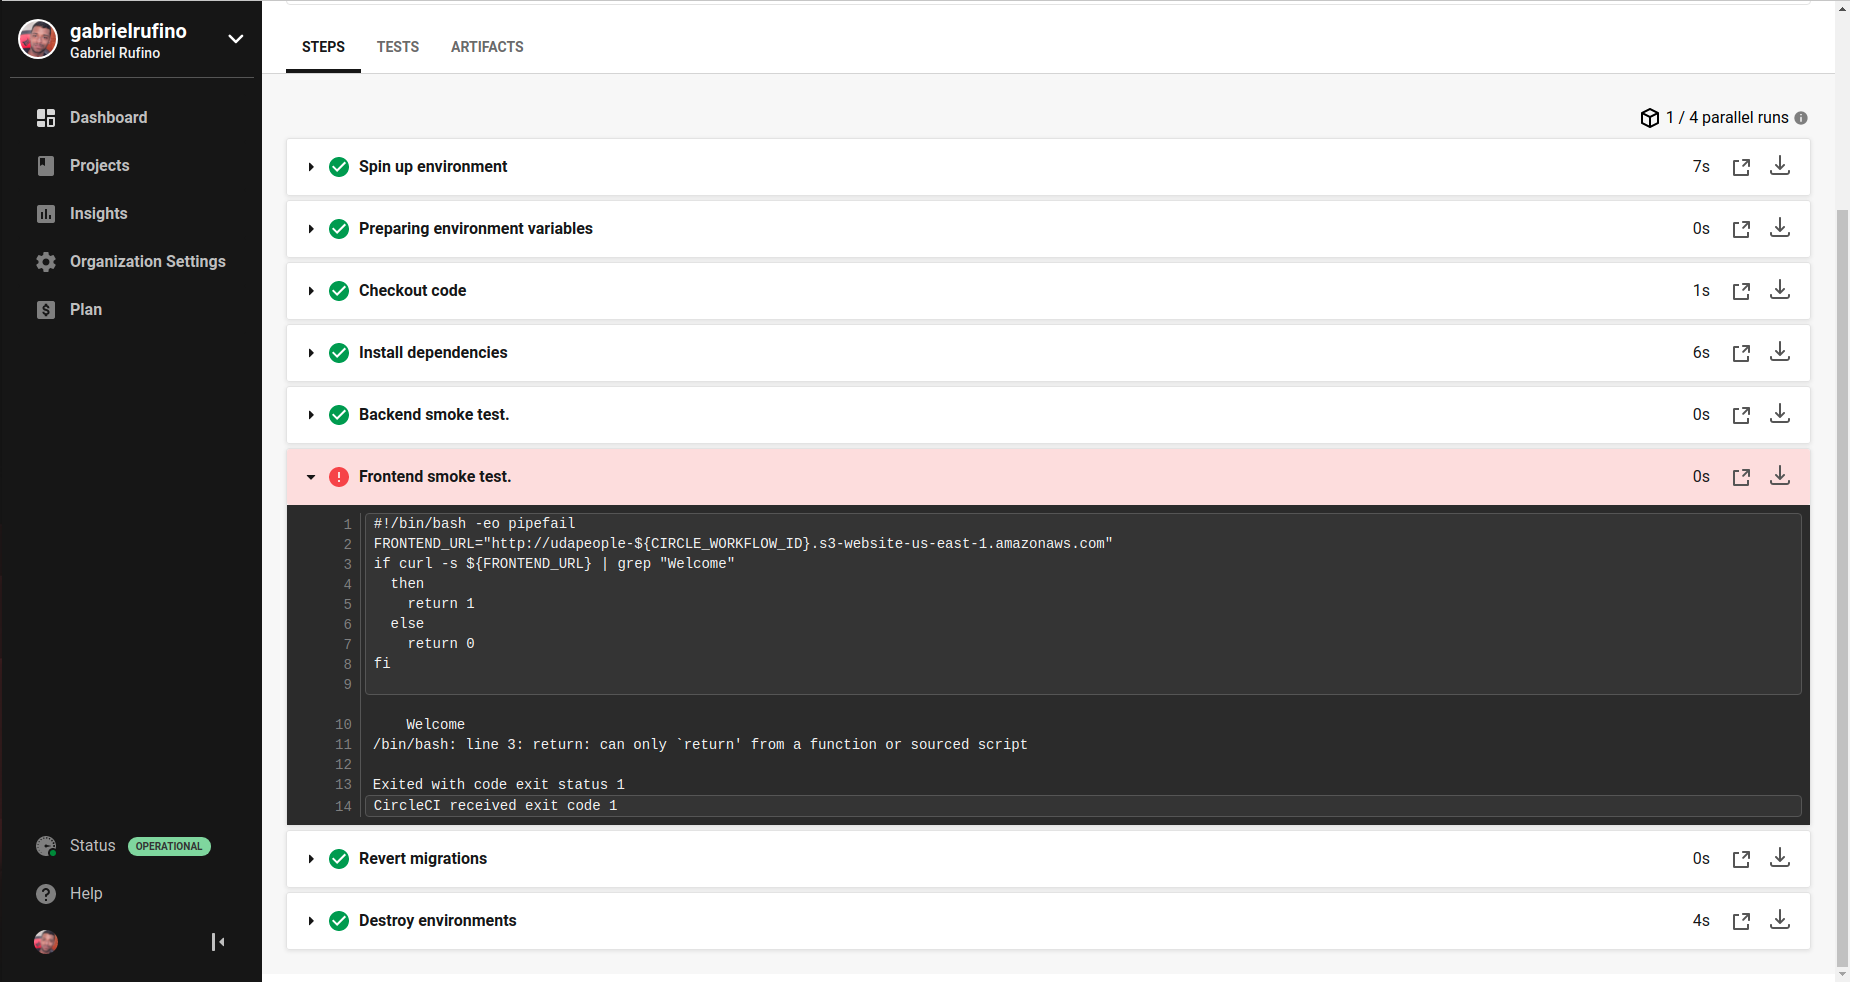 gabrielrufino
Gabriel Rufino
Dashboard
Projects
Insights
Organization Settings
Plan
Status OPERATIONAL
Help
STEPS TESTS ARTIFACTS
1 / 4 parallel runs
Spin up environment 7s
Preparing environment variables 0s
Checkout code 1s
Install dependencies 6s
Backend smoke test. 0s
Frontend smoke test. 0s
1 #!/bin/bash -eo pipefail
2 FRONTEND_URL="http://udapeople-${CIRCLE_WORKFLOW_ID}.s3-website-us-east-1.amazonaws.com"
3 if curl -s ${FRONTEND_URL} | grep "Welcome"
4   then
5     return 1
6   else
7     return 0
8 fi
9
10     Welcome
11 /bin/bash: line 3: return: can only `return' from a function or sourced script
12
13 Exited with code exit status 1
14 CircleCI received exit code 1
Revert migrations 0s
Destroy environments 4s